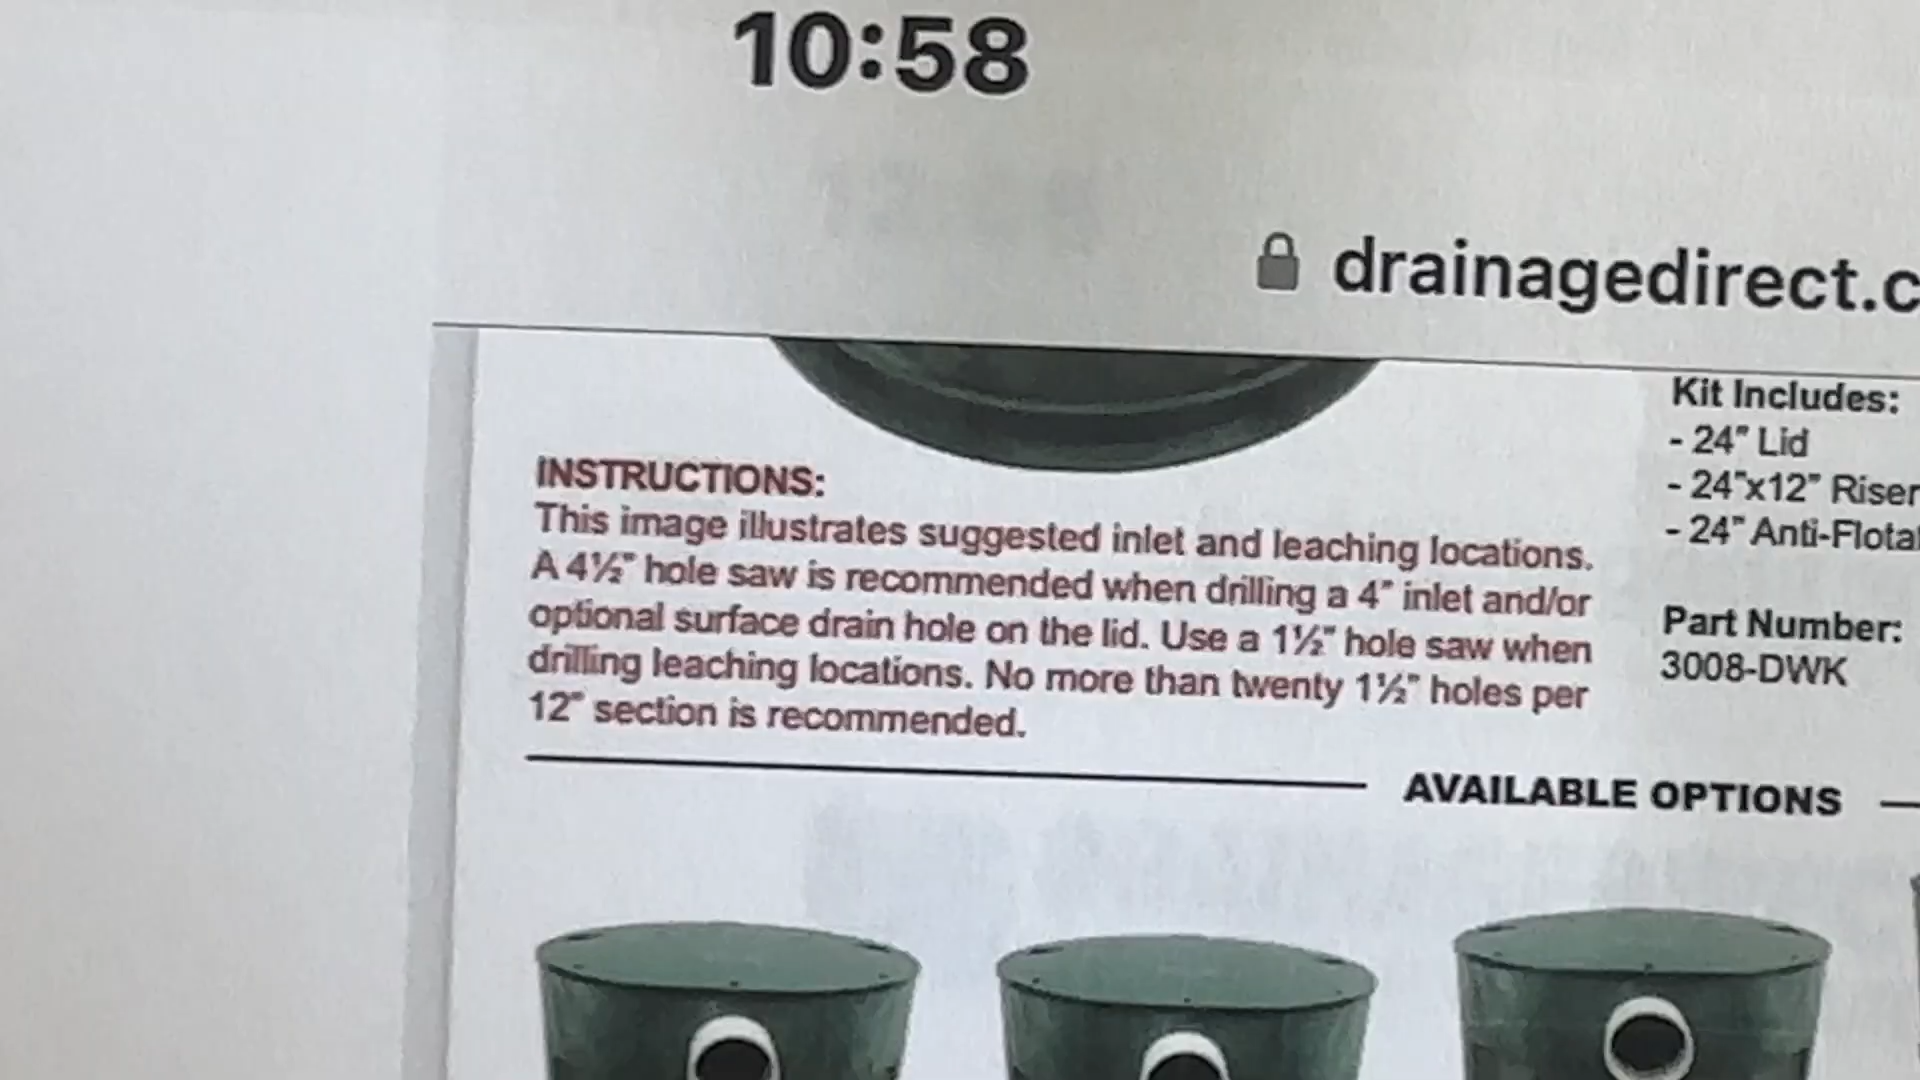 10:58
drainagedirect.c
INSTRUCTIONS:
This image illustrates suggested inlet and leaching locations.
A 4½" hole saw is recommended when drilling a 4" inlet and/or
optional surface drain hole on the lid. Use a 1½" hole saw when
drilling leaching locations. No more than twenty 1½" holes per
12" section is recommended.
Kit Includes:
- 24" Lid
- 24"x12" Riser
- 24" Anti-Flota
Part Number:
3008-DWK
AVAILABLE OPTIONS